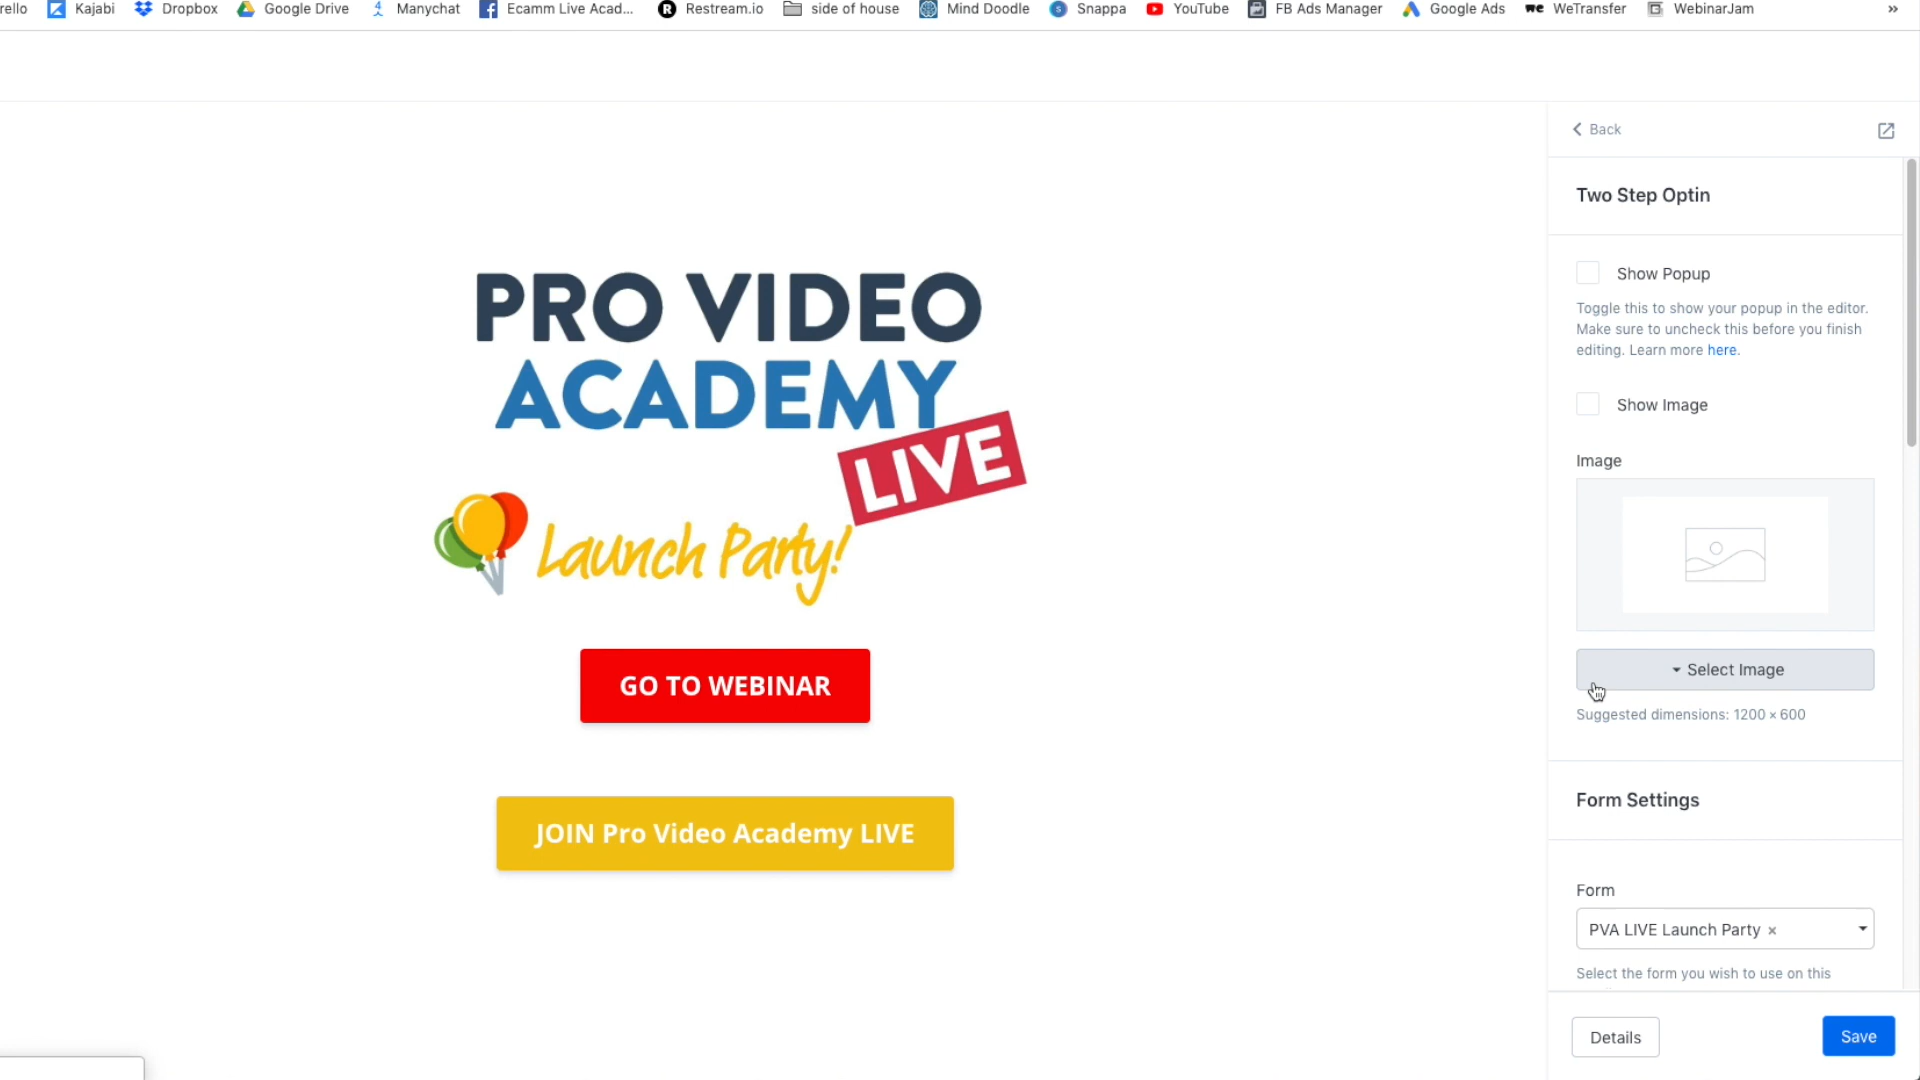 rello Kajabi Dropbox Google Drive Manychat Ecamm Live Acad... Restream.io side of house Mind Doodle Snappa YouTube FB Ads Manager Google Ads WeTransfer WebinarJam »
Back
Two Step Optin
Show Popup
Toggle this to show your popup in the editor.
Make sure to uncheck this before you finish
editing. Learn more here.
Show Image
Image
Select Image
Suggested dimensions: 1200 × 600
Form Settings
Form
PVA LIVE Launch Party ×
Select the form you wish to use on this
Details
Save
PRO VIDEO
ACADEMY
LIVE
Launch Party!
GO TO WEBINAR
JOIN Pro Video Academy LIVE